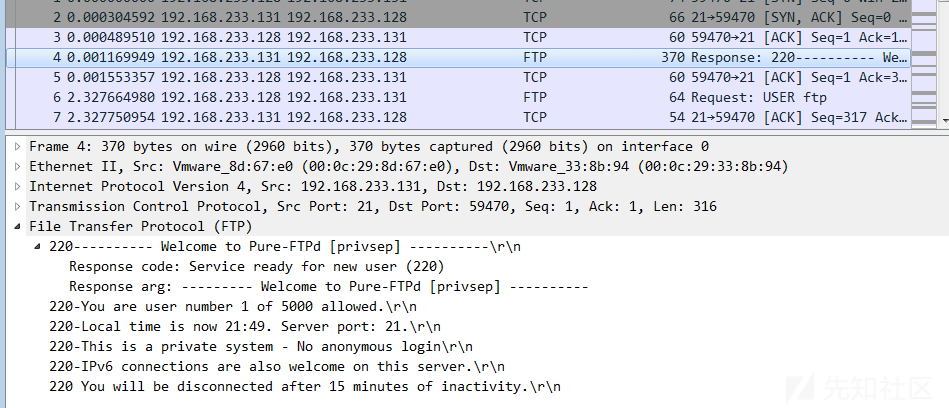 2 0.000304592 192.168.233.131 192.168.233.128 TCP 66 21→59470 [SYN, ACK] Seq=0
3 0.000489510 192.168.233.128 192.168.233.131 TCP 60 59470→21 [ACK] Seq=1 Ack=1…
4 0.001169949 192.168.233.131 192.168.233.128 FTP 370 Response: 220---------- We…
5 0.001553357 192.168.233.128 192.168.233.131 TCP 60 59470→21 [ACK] Seq=1 Ack=3…
6 2.327664980 192.168.233.128 192.168.233.131 FTP 64 Request: USER ftp
7 2.327750954 192.168.233.131 192.168.233.128 TCP 54 21→59470 [ACK] Seq=317 Ack…
Frame 4: 370 bytes on wire (2960 bits), 370 bytes captured (2960 bits) on interface 0
Ethernet II, Src: Vmware_8d:67:e0 (00:0c:29:8d:67:e0), Dst: Vmware_33:8b:94 (00:0c:29:33:8b:94)
Internet Protocol Version 4, Src: 192.168.233.131, Dst: 192.168.233.128
Transmission Control Protocol, Src Port: 21, Dst Port: 59470, Seq: 1, Ack: 1, Len: 316
File Transfer Protocol (FTP)
220---------- Welcome to Pure-FTPd [privsep] ----------\r\n
Response code: Service ready for new user (220)
Response arg: --------- Welcome to Pure-FTPd [privsep] ----------
220-You are user number 1 of 5000 allowed.\r\n
220-Local time is now 21:49. Server port: 21.\r\n
220-This is a private system - No anonymous login\r\n
220-IPv6 connections are also welcome on this server.\r\n
220 You will be disconnected after 15 minutes of inactivity.\r\n
先知社区